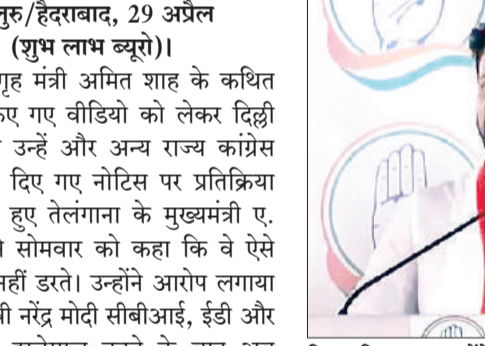 लुरु/हैदराबाद, 29 अप्रैल
(शुभ लाभ ब्यूरो)।
गृह मंत्री अमित शाह के कथित
गए वीडियो को लेकर दिल्ली
उन्हें और अन्य राज्य कांग्रेस
दिए गए नोटिस पर प्रतिक्रिया
हुए तेलंगाना के मुख्यमंत्री ए.
सोमवार को कहा कि वे ऐसे
नहीं डरते। उन्होंने आरोप लगाया
नरेंद्र मोदी सीबीआई, ईडी और